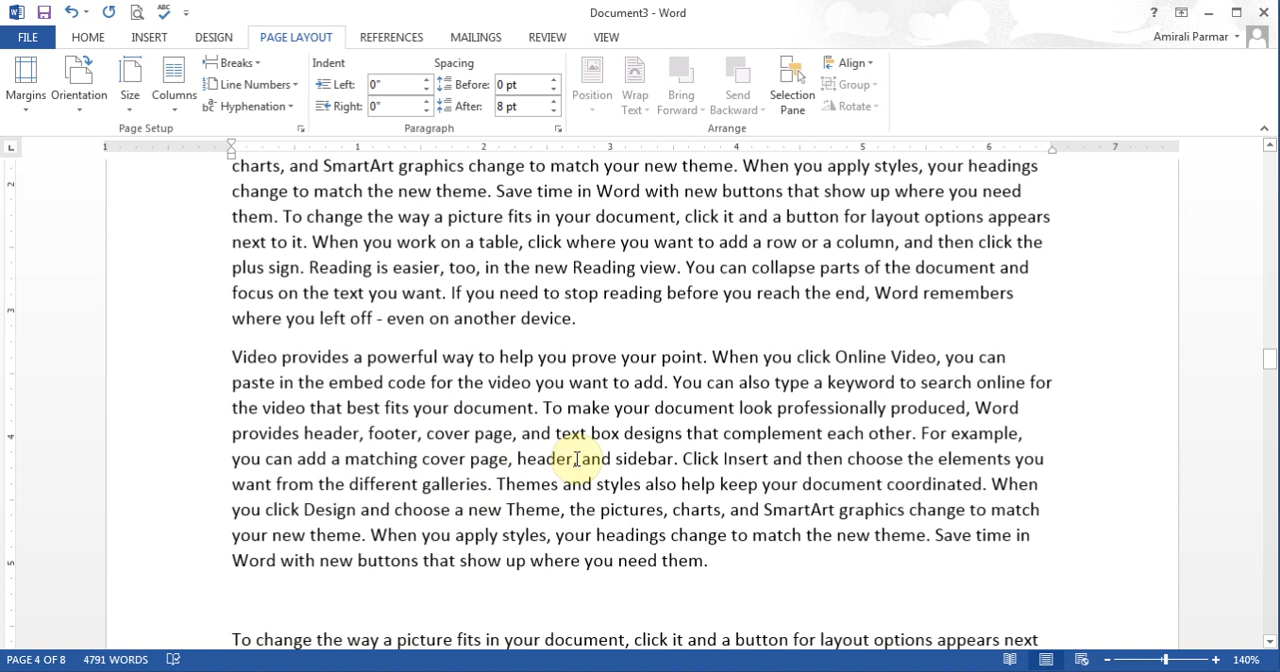 Document3 - Word
?
Amirali Parmar
FILE
HOME
INSERT
DESIGN
PAGE LAYOUT
REFERENCES
MAILINGS
REVIEW
VIEW
Margins
Orientation
Size
Columns
Breaks
Line Numbers
Hyphenation
Page Setup
Indent
Left: 0"
Right: 0"
Spacing
Before: 0 pt
After: 8 pt
Paragraph
Position
Wrap
Text
Bring
Forward
Send
Backward
Selection
Pane
Align
Group
Rotate
Arrange
1 1 2 3 4 5 6 7
2
3
4
5
charts, and SmartArt graphics change to match your new theme. When you apply styles, your headings
change to match the new theme. Save time in Word with new buttons that show up where you need
them. To change the way a picture fits in your document, click it and a button for layout options appears
next to it. When you work on a table, click where you want to add a row or a column, and then click the
plus sign. Reading is easier, too, in the new Reading view. You can collapse parts of the document and
focus on the text you want. If you need to stop reading before you reach the end, Word remembers
where you left off - even on another device.
Video provides a powerful way to help you prove your point. When you click Online Video, you can
paste in the embed code for the video you want to add. You can also type a keyword to search online for
the video that best fits your document. To make your document look professionally produced, Word
provides header, footer, cover page, and text box designs that complement each other. For example,
you can add a matching cover page, header, and sidebar. Click Insert and then choose the elements you
want from the different galleries. Themes and styles also help keep your document coordinated. When
you click Design and choose a new Theme, the pictures, charts, and SmartArt graphics change to match
your new theme. When you apply styles, your headings change to match the new theme. Save time in
Word with new buttons that show up where you need them.
To change the way a picture fits in your document, click it and a button for layout options appears next
PAGE 4 OF 8
4791 WORDS
140%